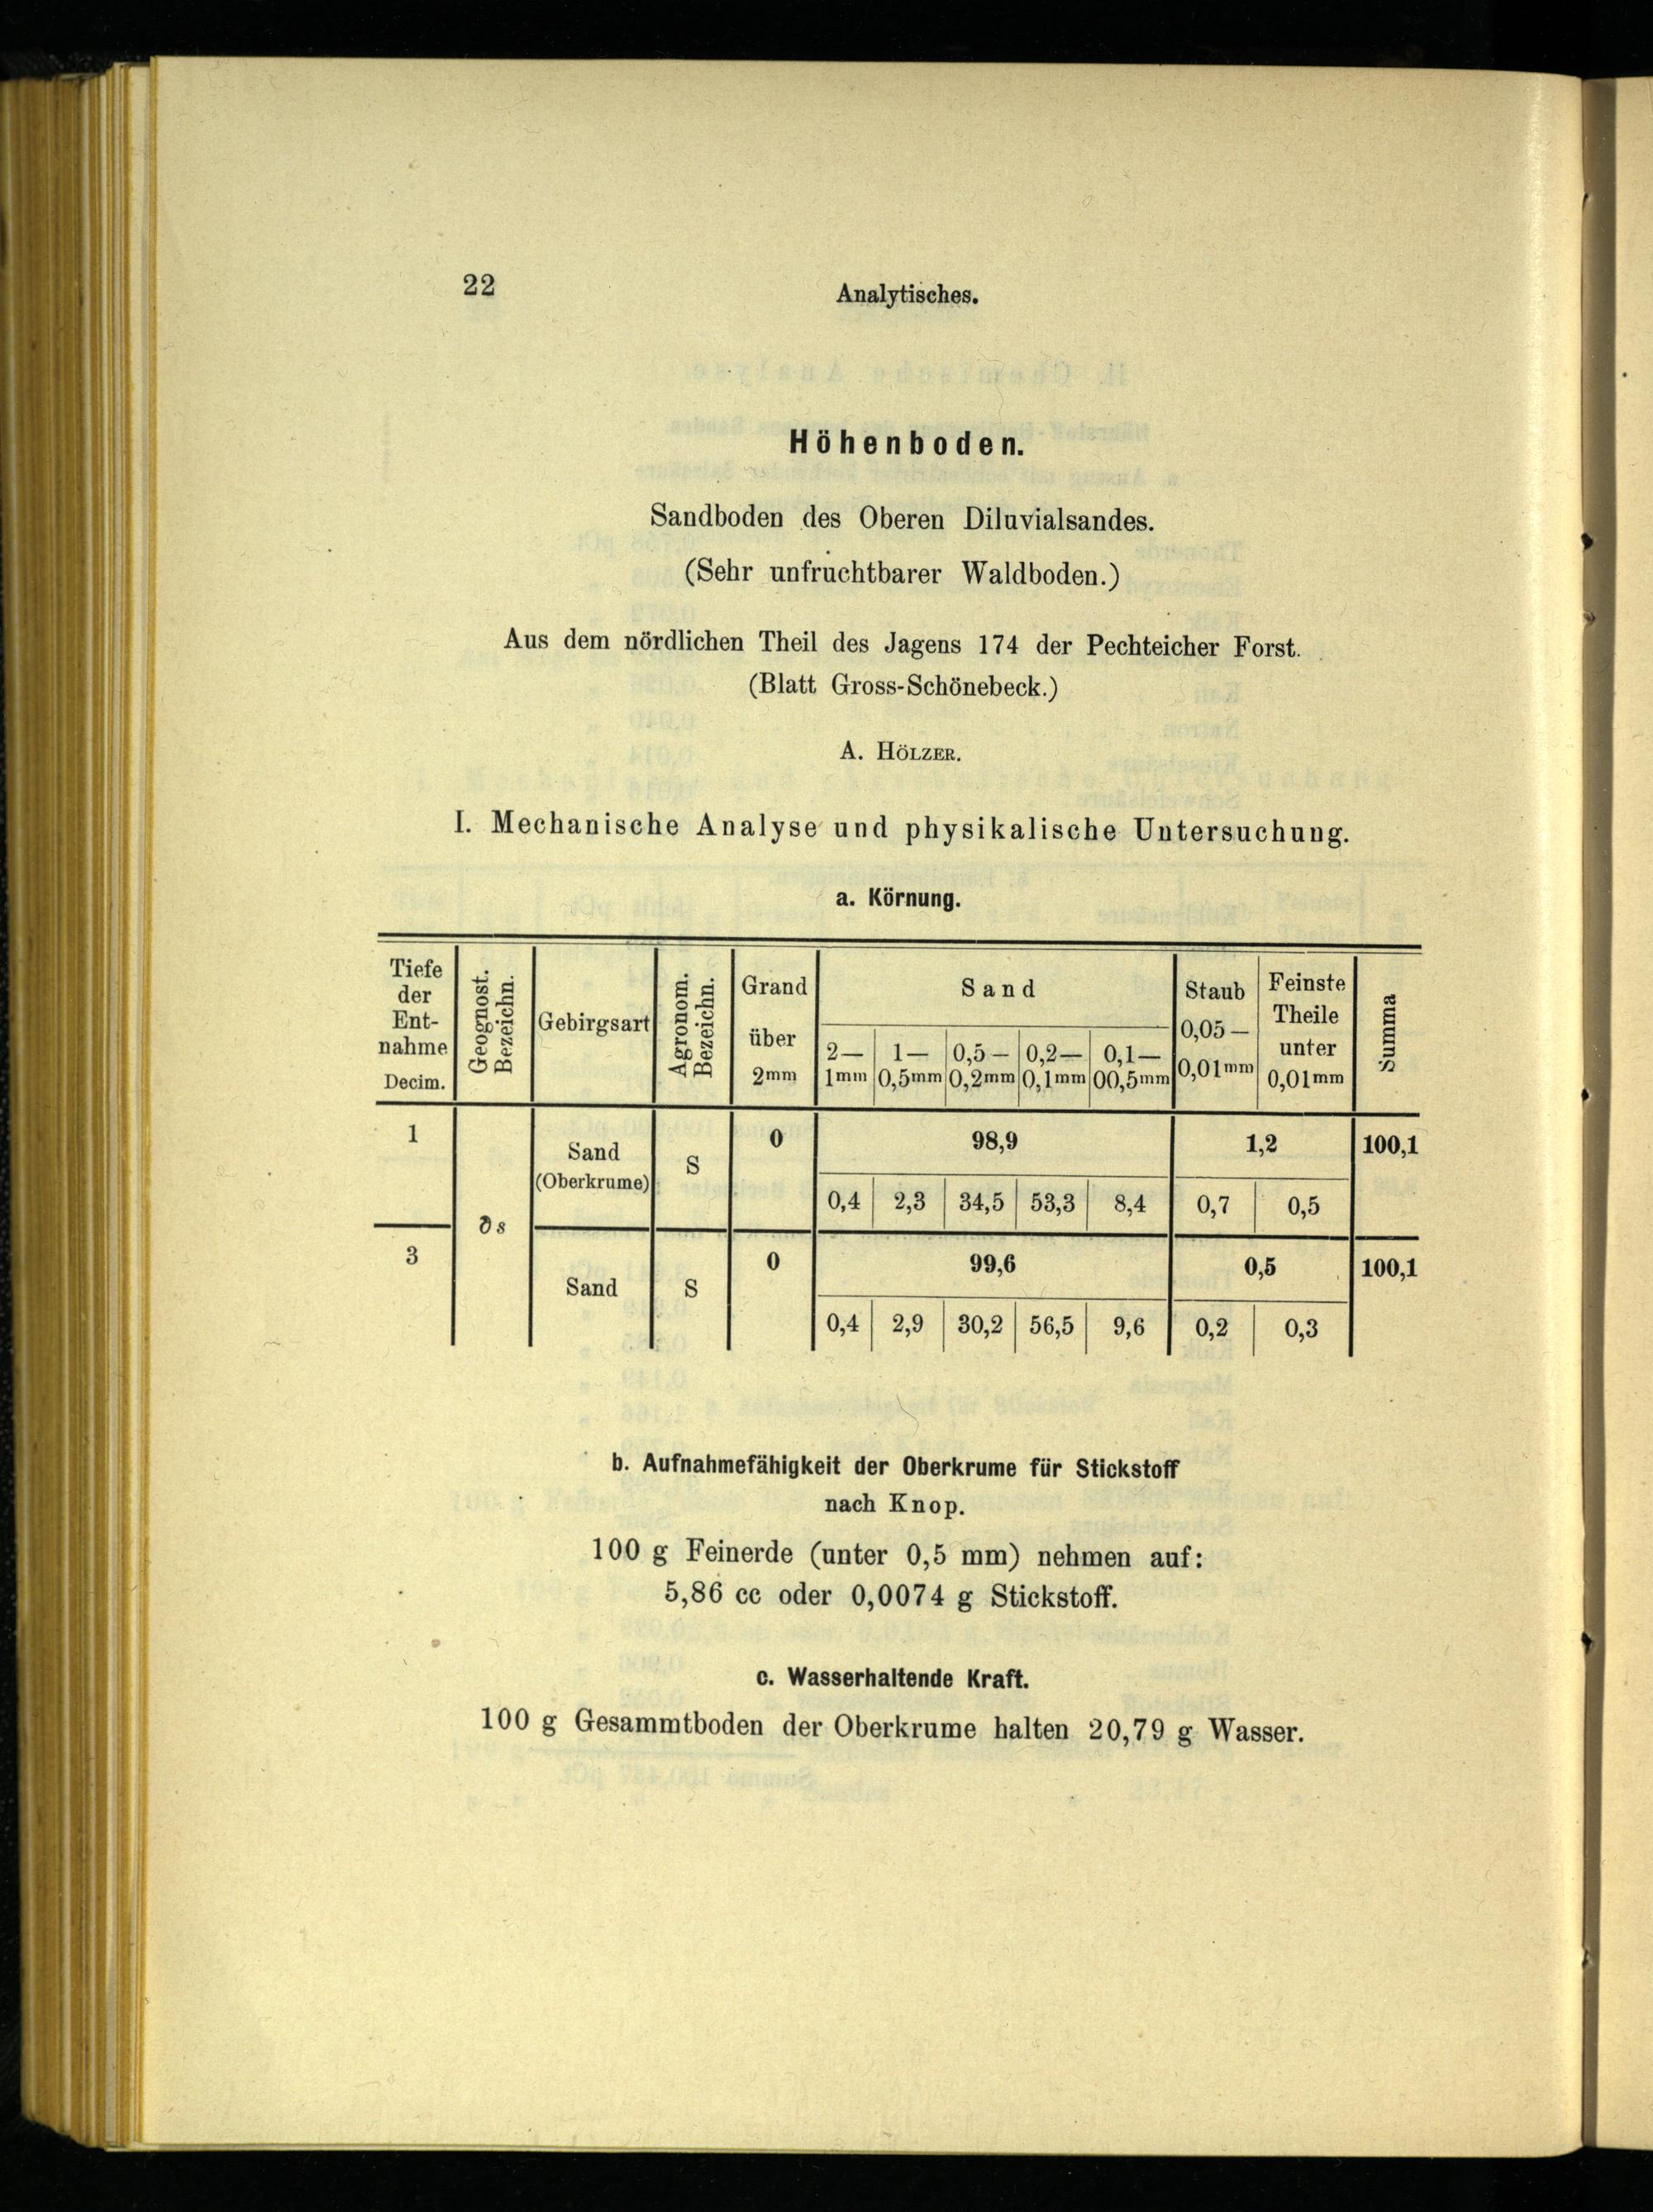 22
Analytisches.
Höhenboden.
Sandboden des Oberen Diluvialsandes.
(Sehr unfruchtbarer Waldboden.)
Aus dem nördlichen Theil des Jagens 174 der Pechteicher Forst.
(Blatt Gross-Schönebeck.)
A. HÖLZER.
I. Mechanische Analyse und physikalische Untersuchung.
a. Körnung.
Tiefe der Ent- nahme Decim. | Geognost. Bezeichn. | Gebirgsart | Agronom. Bezeichn. | Grand über 2mm | Sand | Staub 0,05— 0,01mm | Feinste Theile unter 0,01mm | Summa
2— 1mm | 1— 0,5mm | 0,5— 0,2mm | 0,2— 0,1mm | 0,1— 00,5mm
1 | ∂s | Sand (Oberkrume) | S | 0 | 98,9 | 1,2 | 100,1
0,4 | 2,3 | 34,5 | 53,3 | 8,4 | 0,7 | 0,5
3 | Sand | S | 0 | 99,6 | 0,5 | 100,1
0,4 | 2,9 | 30,2 | 56,5 | 9,6 | 0,2 | 0,3
b. Aufnahmefähigkeit der Oberkrume für Stickstoff
nach Knop.
100 g Feinerde (unter 0,5 mm) nehmen auf:
5,86 cc oder 0,0074 g Stickstoff.
c. Wasserhaltende Kraft.
100 g Gesammtboden der Oberkrume halten 20,79 g Wasser.